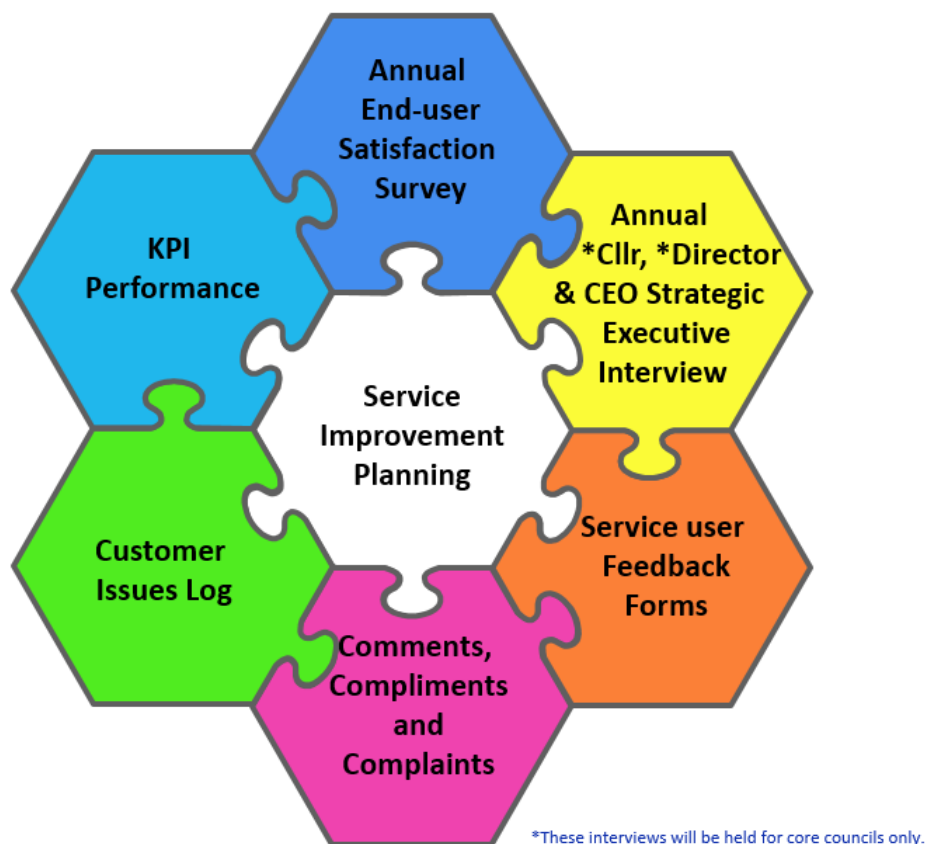 Annual
End-user
Satisfaction
Survey
Annual
*Cllr, *Director
& CEO Strategic
Executive
Interview
KPI
Performance
Service
Improvement
Planning
Service user
Feedback
Forms
Customer
Issues Log
Comments,
Compliments
and
Complaints
*These interviews will be held for core councils only.